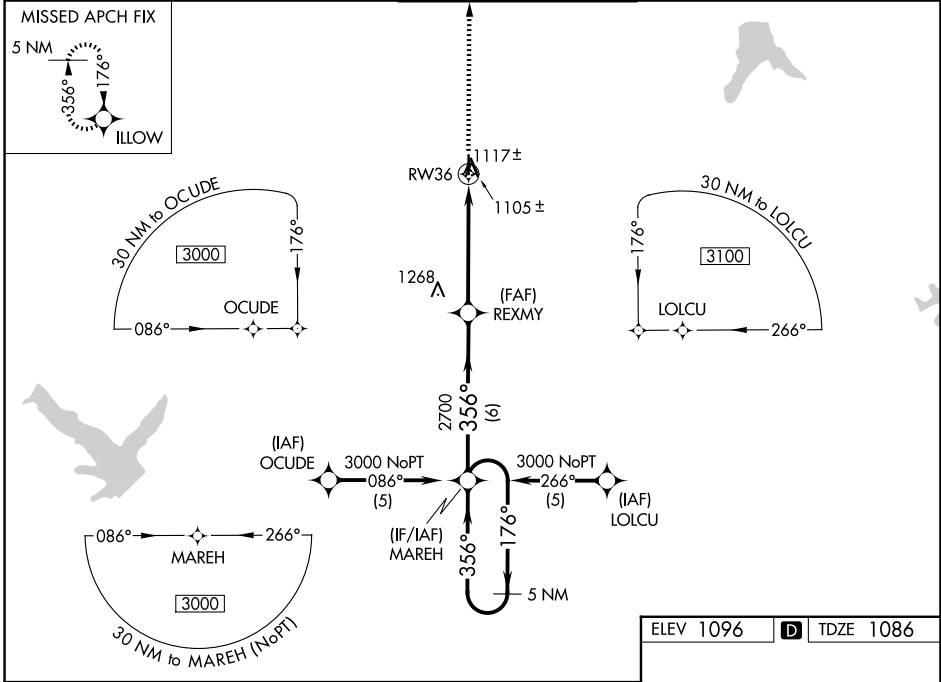 MISSED APCH FIX
5 NM
356°
176°
ILLOW
RW36
1117±
1105±
30 NM to OCUDE
3000
176°
OCUDE
086°
30 NM to LOLCU
176°
3100
LOLCU
266°
1268
(FAF)
REXMY
2700
356°
(6)
(IAF)
OCUDE
3000 NoPT
086°
(5)
3000 NoPT
266°
(5)
(IAF)
LOLCU
(IF/IAF)
MAREH
356°
176°
5 NM
086°
266°
MAREH
3000
30 NM to MAREH (NoPT)
ELEV 1096 D TDZE 1086